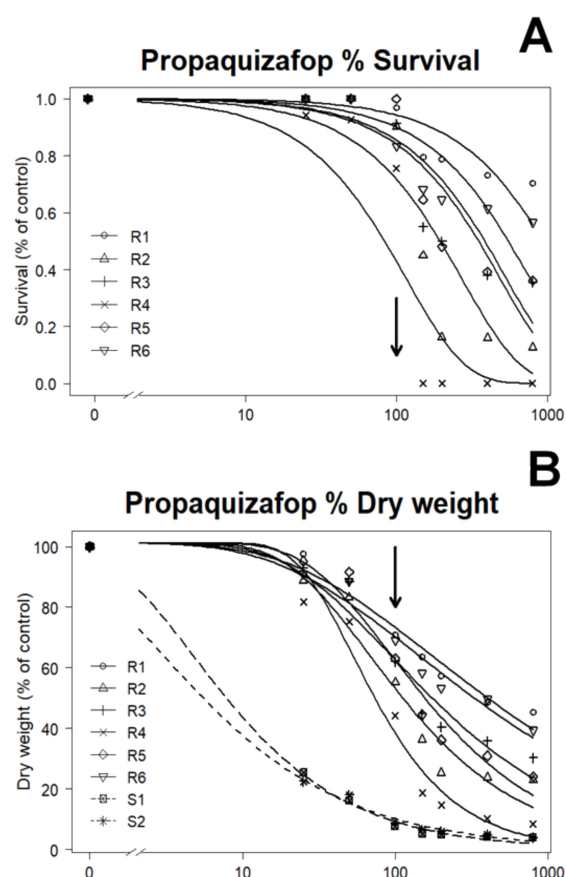 A
Propaquizafop % Survival
Survival (% of control)
1.0
0.8
0.6
0.4
0.2
0.0
R1
R2
R3
R4
R5
R6
0 10 100 1000
B
Propaquizafop % Dry weight
Dry weight (% of control)
100
80
60
40
20
0
R1
R2
R3
R4
R5
R6
S1
S2
0 10 100 1000